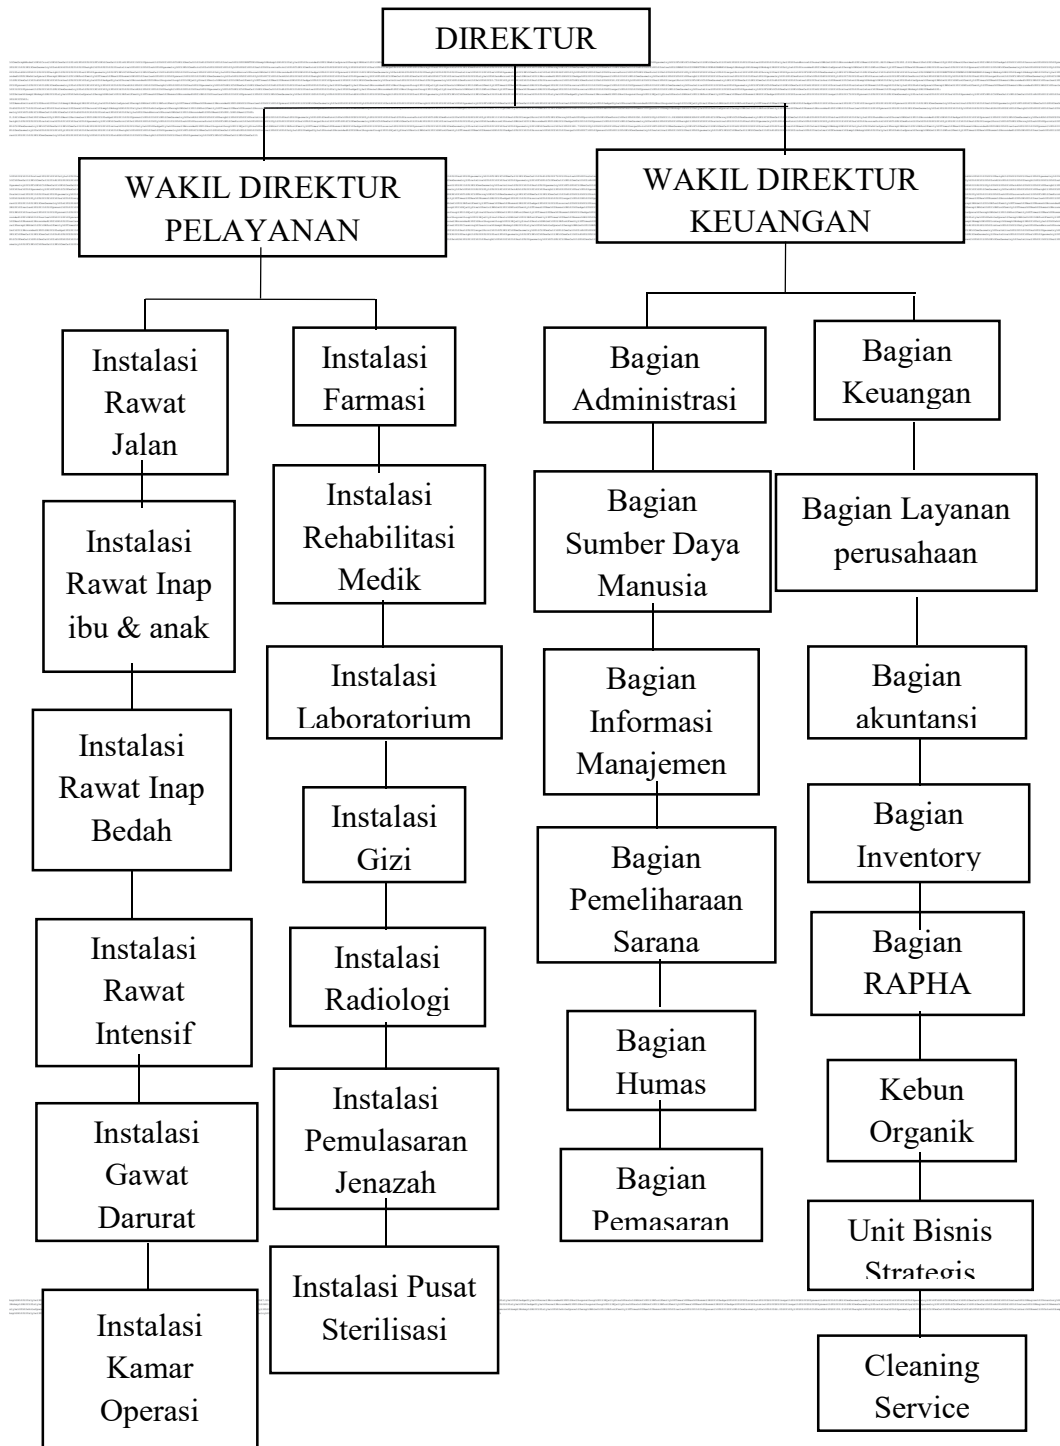 DIREKTUR
WAKIL DIREKTUR
PELAYANAN
WAKIL DIREKTUR
KEUANGAN
Instalasi
Rawat
Jalan
Instalasi
Rawat Inap
ibu & anak
Instalasi
Rawat Inap
Bedah
Instalasi
Rawat
Intensif
Instalasi
Gawat
Darurat
Instalasi
Kamar
Operasi
Instalasi
Farmasi
Instalasi
Rehabilitasi
Medik
Instalasi
Laboratorium
Instalasi
Gizi
Instalasi
Radiologi
Instalasi
Pemulasaran
Jenazah
Instalasi Pusat
Sterilisasi
Bagian
Administrasi
Bagian
Sumber Daya
Manusia
Bagian
Informasi
Manajemen
Bagian
Pemeliharaan
Sarana
Bagian
Humas
Bagian
Pemasaran
Bagian
Keuangan
Bagian Layanan
perusahaan
Bagian
akuntansi
Bagian
Inventory
Bagian
RAPHA
Kebun
Organik
Unit Bisnis
Strategis
Cleaning
Service